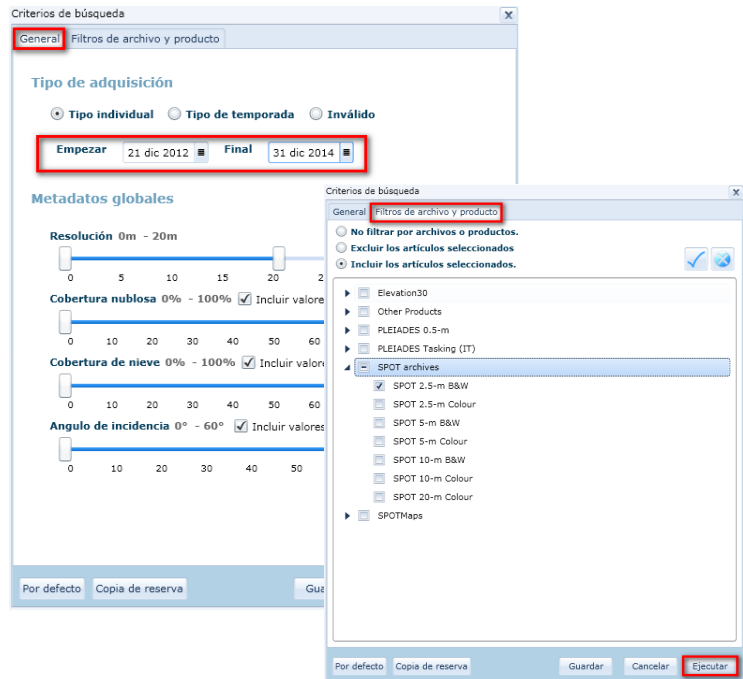 Criterios de búsqueda
General Filtros de archivo y producto
Tipo de adquisición
Tipo individual Tipo de temporada Inválido
Empezar 21 dic 2012 Final 31 dic 2014
Metadatos globales
Resolución 0m - 20m
0 5 10 15 20 2
Cobertura nublosa 0% - 100% Incluir valore
0 10 20 30 40 50 60
Cobertura de nieve 0% - 100% Incluir valore
0 10 20 30 40 50 60
Angulo de incidencia 0° - 60° Incluir valores
0 10 20 30 40 50
Por defecto Copia de reserva Gua
Criterios de búsqueda
General Filtros de archivo y producto
No filtrar por archivos o productos.
Excluir los artículos seleccionados
Incluir los artículos seleccionados.
Elevation30
Other Products
PLEIADES 0.5-m
PLEIADES Tasking (IT)
SPOT archives
SPOT 2.5-m B&W
SPOT 2.5-m Colour
SPOT 5-m B&W
SPOT 5-m Colour
SPOT 10-m B&W
SPOT 10-m Colour
SPOT 20-m Colour
SPOTMaps
Por defecto Copia de reserva Guardar Cancelar Ejecutar